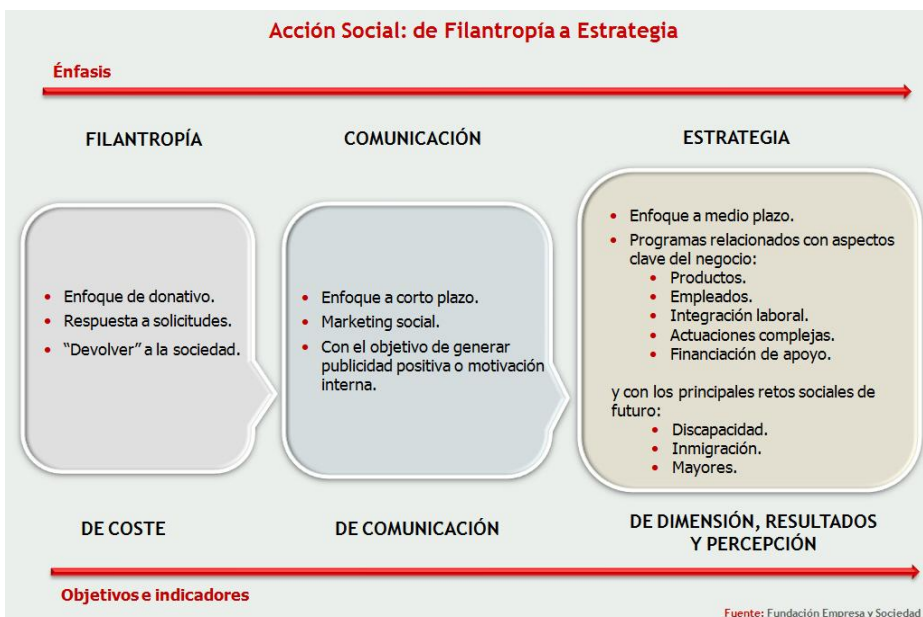 Acción Social: de Filantropía a Estrategia
Énfasis
FILANTROPÍA
COMUNICACIÓN
ESTRATEGIA
• Enfoque de donativo.
• Respuesta a solicitudes.
• “Devolver” a la sociedad.
• Enfoque a corto plazo.
• Marketing social.
• Con el objetivo de generar
publicidad positiva o motivación
interna.
• Enfoque a medio plazo.
• Programas relacionados con aspectos
clave del negocio:
• Productos.
• Empleados.
• Integración laboral.
• Actuaciones complejas.
• Financiación de apoyo.
y con los principales retos sociales de
futuro:
• Discapacidad.
• Inmigración.
• Mayores.
DE COSTE
DE COMUNICACIÓN
DE DIMENSIÓN, RESULTADOS
Y PERCEPCIÓN
Objetivos e indicadores
Fuente: Fundación Empresa y Sociedad